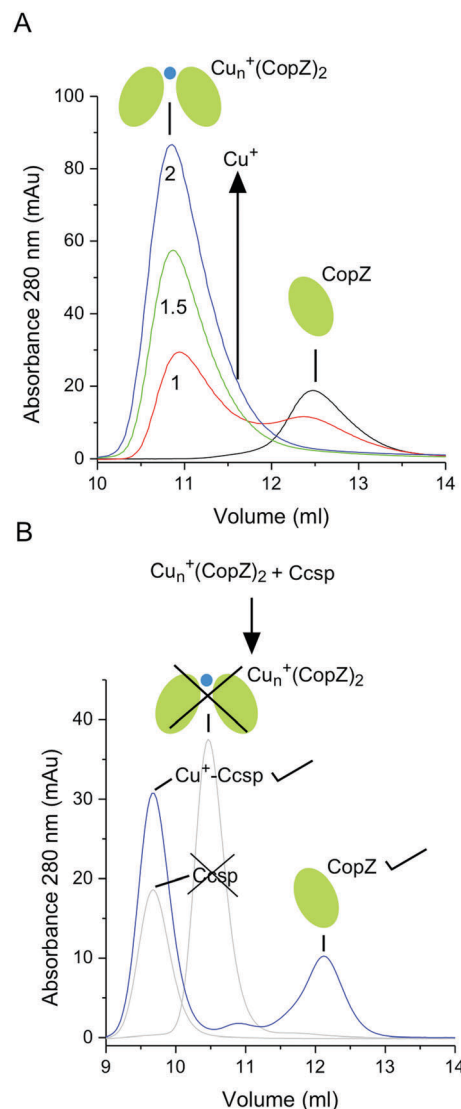 A
Cuₙ⁺(CopZ)₂
100
80
60
40
20
0
Absorbance 280 nm (mAu)
2
1.5
1
Cu⁺
CopZ
10 11 12 13 14
Volume (ml)
B
Cuₙ⁺(CopZ)₂ + Ccsp
Cuₙ⁺(CopZ)₂
40
30
20
10
0
Absorbance 280 nm (mAu)
Cu⁺-Ccsp
Ccsp
CopZ
9 10 11 12 13 14
Volume (ml)